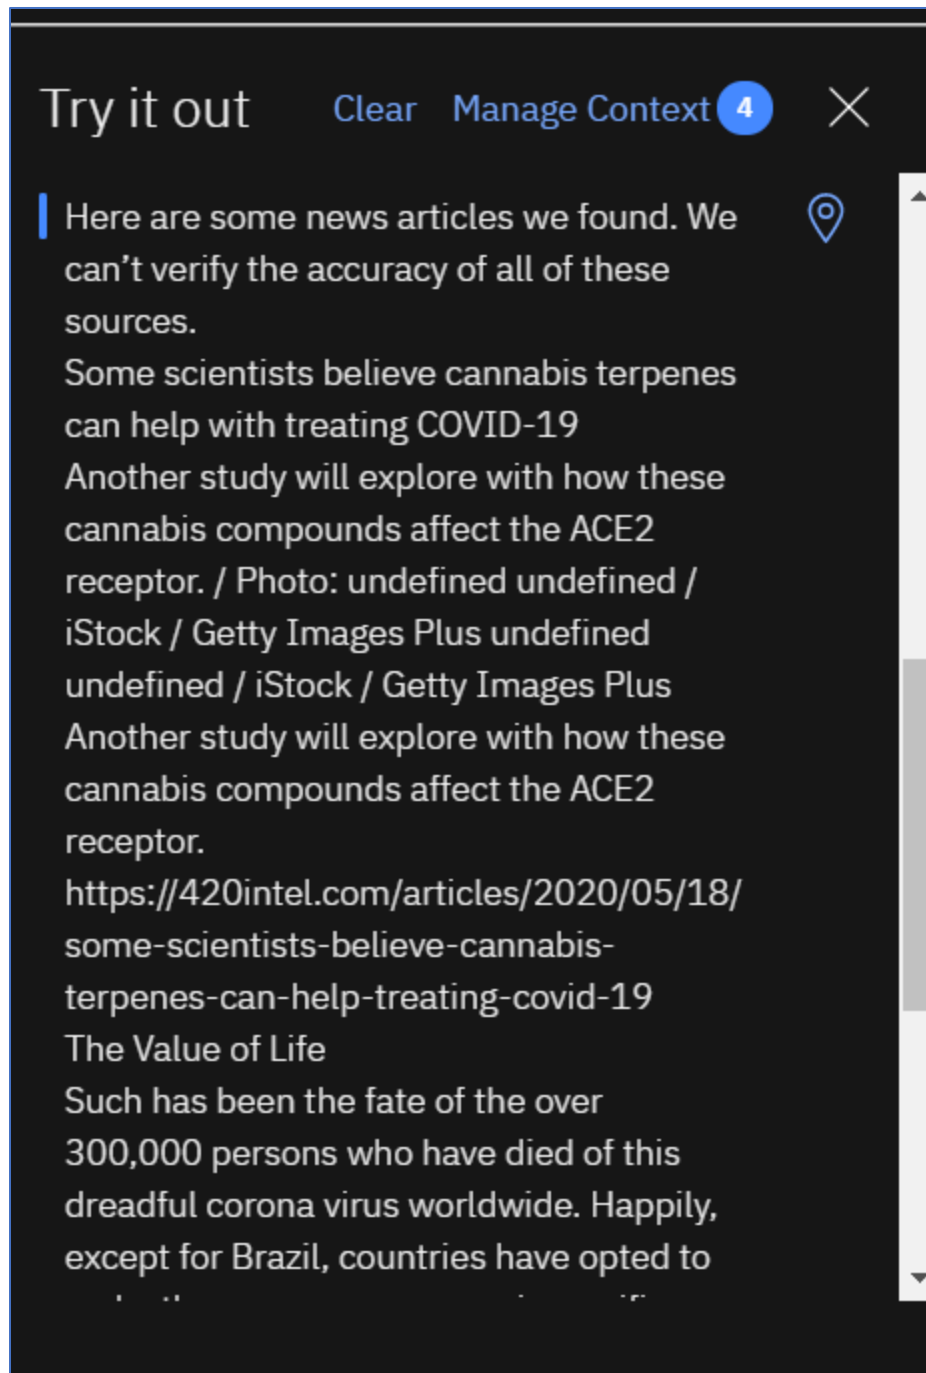 Try it out Clear Manage Context 4
Here are some news articles we found. We
can’t verify the accuracy of all of these
sources.
Some scientists believe cannabis terpenes
can help with treating COVID-19
Another study will explore with how these
cannabis compounds affect the ACE2
receptor. / Photo: undefined undefined /
iStock / Getty Images Plus undefined
undefined / iStock / Getty Images Plus
Another study will explore with how these
cannabis compounds affect the ACE2
receptor.
https://420intel.com/articles/2020/05/18/
some-scientists-believe-cannabis-
terpenes-can-help-treating-covid-19
The Value of Life
Such has been the fate of the over
300,000 persons who have died of this
dreadful corona virus worldwide. Happily,
except for Brazil, countries have opted to